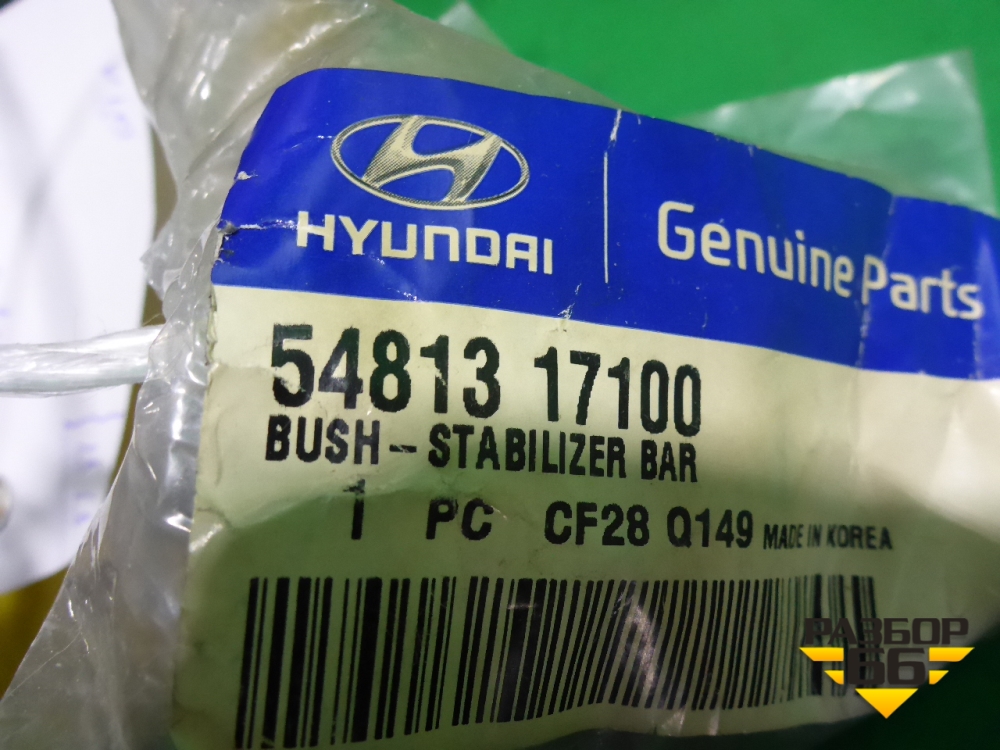 HYUNDAI
Genuine Parts
54813 17100
BUSH-STABILIZER BAR
1 PC CF28 Q149 MADE IN KOREA
РАЗБОР
66